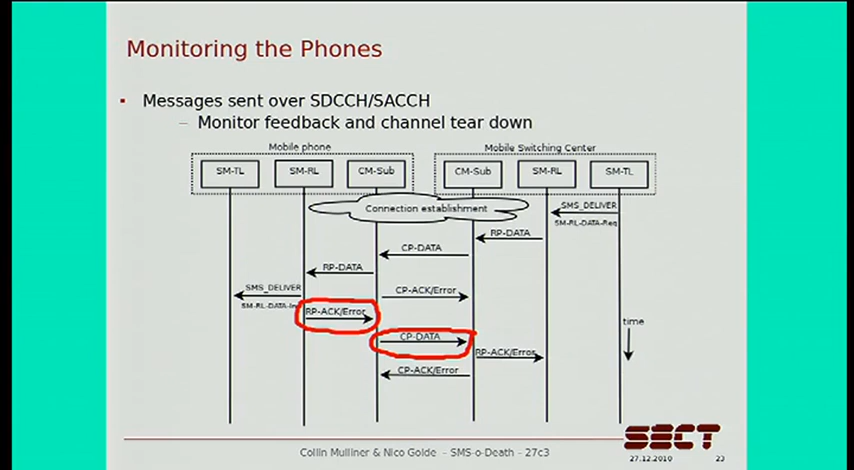 Monitoring the Phones
▪ Messages sent over SDCCH/SACCH
– Monitor feedback and channel tear down
Mobile phone
Mobile Switching Center
SM-TL SM-RL CM-Sub CM-Sub SM-RL SM-TL
Connection establishment
SMS_DELIVER
SM-RL-DATA-Req
RP-DATA
CP-DATA
RP-DATA
SMS_DELIVER
CP-ACK/Error
SM-RL-DATA-In
RP-ACK/Error
time
CP-DATA
RP-ACK/Error
CP-ACK/Error
SECT
Collin Mulliner & Nico Golde - SMS-o-Death - 27c3
27.12.2010 23